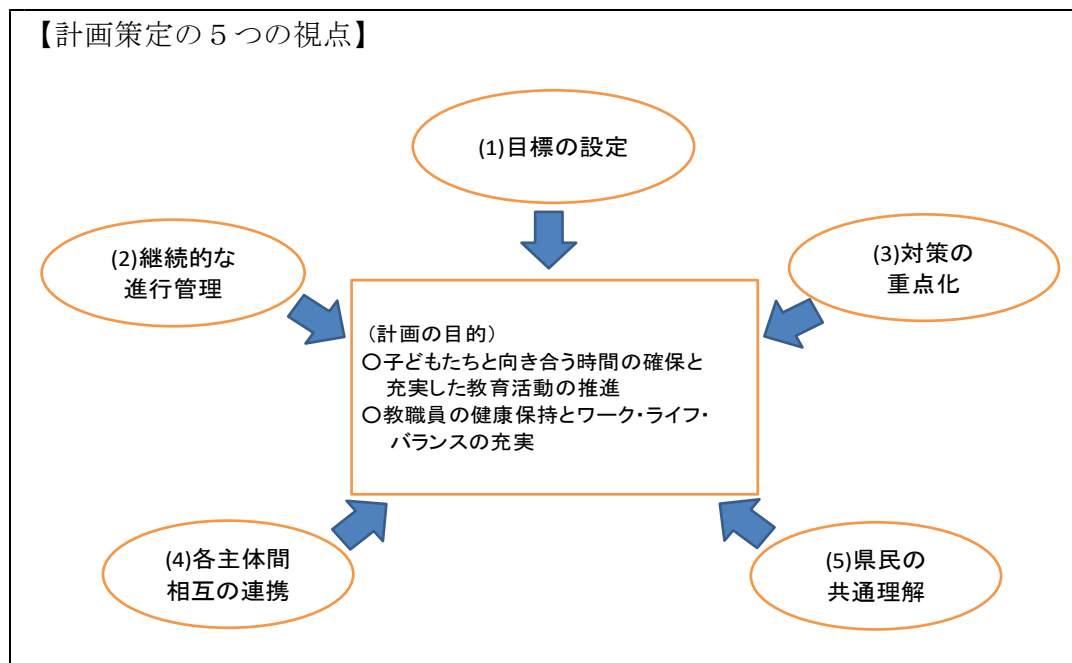 【計画策定の５つの視点】
(1)目標の設定
(2)継続的な
進行管理
(3)対策の
重点化
（計画の目的）
○子どもたちと向き合う時間の確保と
充実した教育活動の推進
○教職員の健康保持とワーク・ライフ・
バランスの充実
(4)各主体間
相互の連携
(5)県民の
共通理解